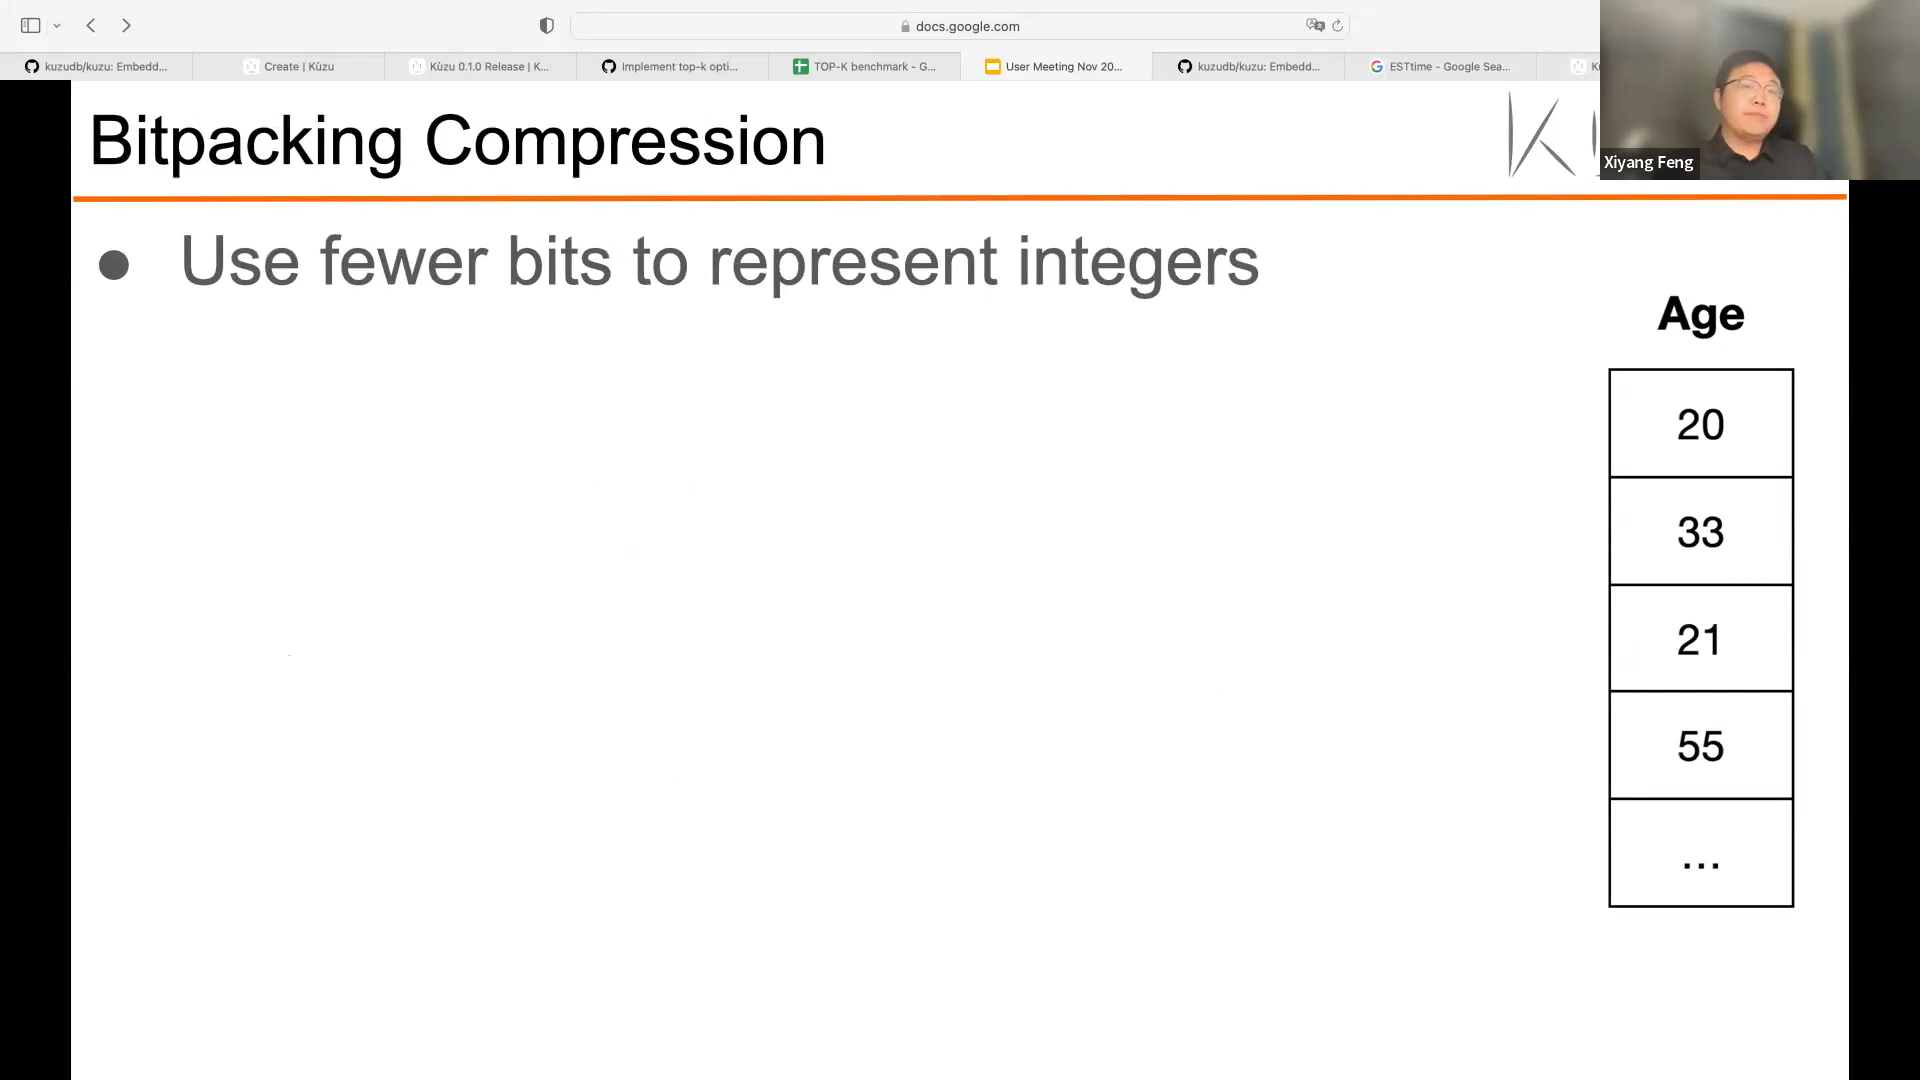 docs.google.com
kuzudb/kuzu: Embedd...
Create | Kùzu
Kùzu 0.1.0 Release | K...
Implement top-k opti...
TOP-K benchmark - G...
User Meeting Nov 20...
kuzudb/kuzu: Embedd...
ESTtime - Google Sea...
Xiyang Feng
Bitpacking Compression
● Use fewer bits to represent integers
Age
20
33
21
55
...